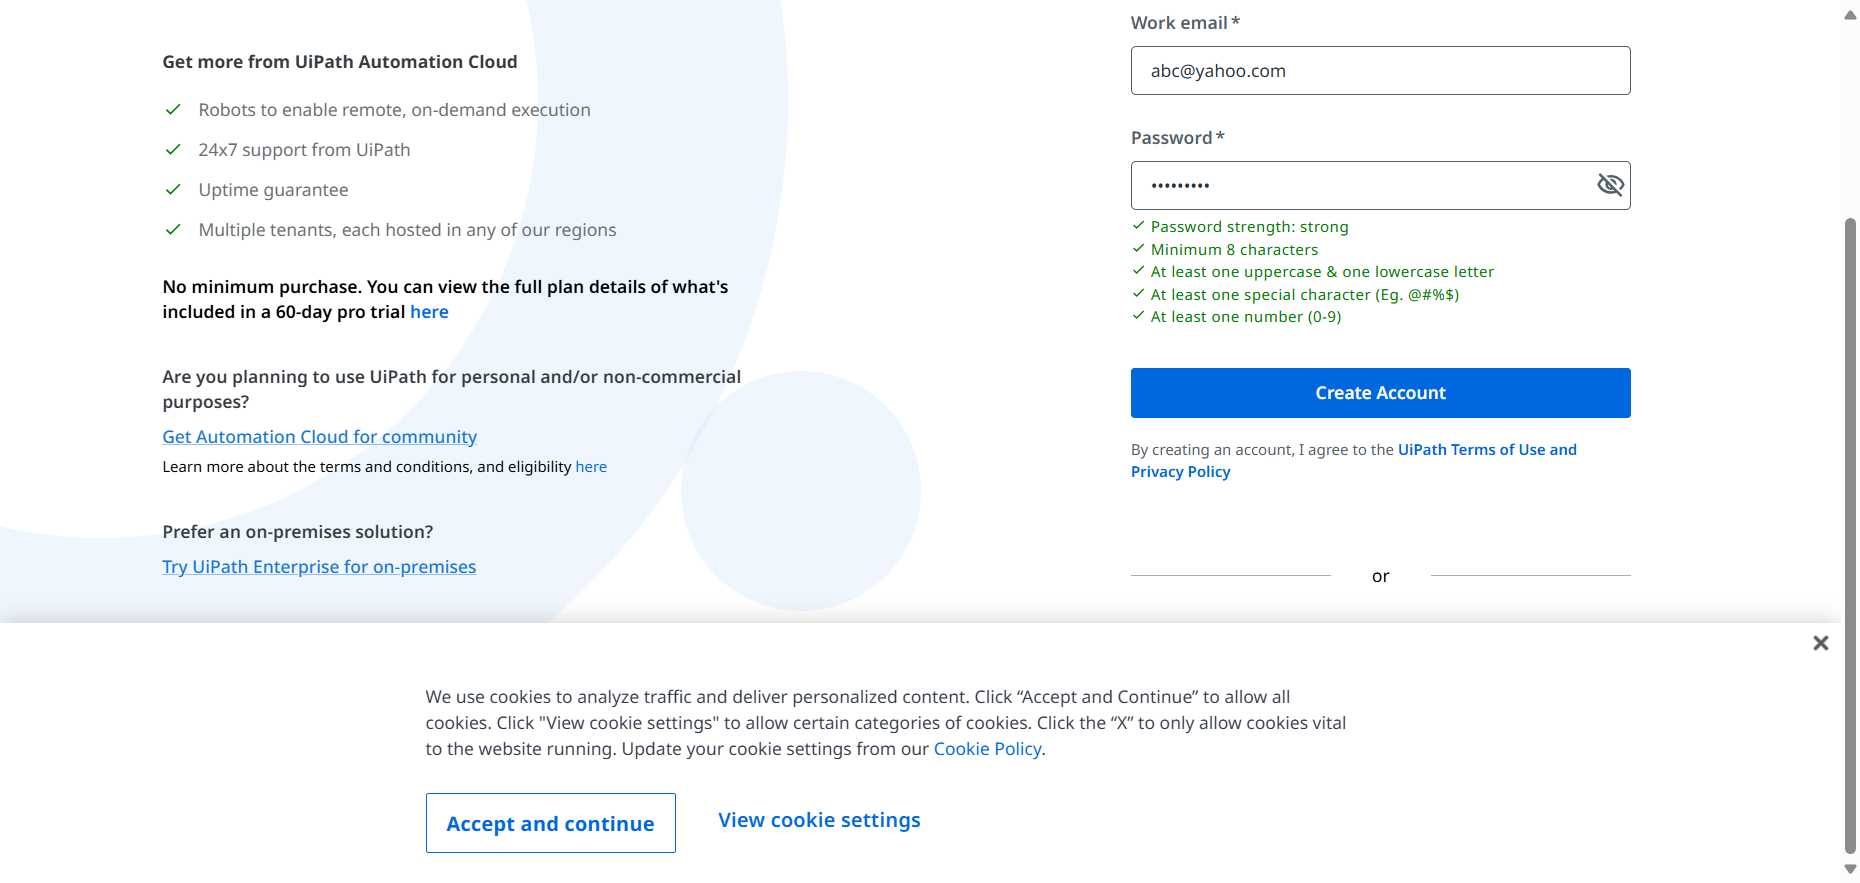 Get more from UiPath Automation Cloud
Robots to enable remote, on-demand execution
24x7 support from UiPath
Uptime guarantee
Multiple tenants, each hosted in any of our regions
No minimum purchase. You can view the full plan details of what's
included in a 60-day pro trial here
Are you planning to use UiPath for personal and/or non-commercial
purposes?
Get Automation Cloud for community
Learn more about the terms and conditions, and eligibility here
Prefer an on-premises solution?
Try UiPath Enterprise for on-premises
Work email *
abc@yahoo.com
Password *
•••••••••
Password strength: strong
Minimum 8 characters
At least one uppercase & one lowercase letter
At least one special character (Eg. @#%$)
At least one number (0-9)
Create Account
By creating an account, I agree to the UiPath Terms of Use and
Privacy Policy
or
We use cookies to analyze traffic and deliver personalized content. Click “Accept and Continue” to allow all
cookies. Click "View cookie settings" to allow certain categories of cookies. Click the “X” to only allow cookies vital
to the website running. Update your cookie settings from our Cookie Policy.
Accept and continue
View cookie settings